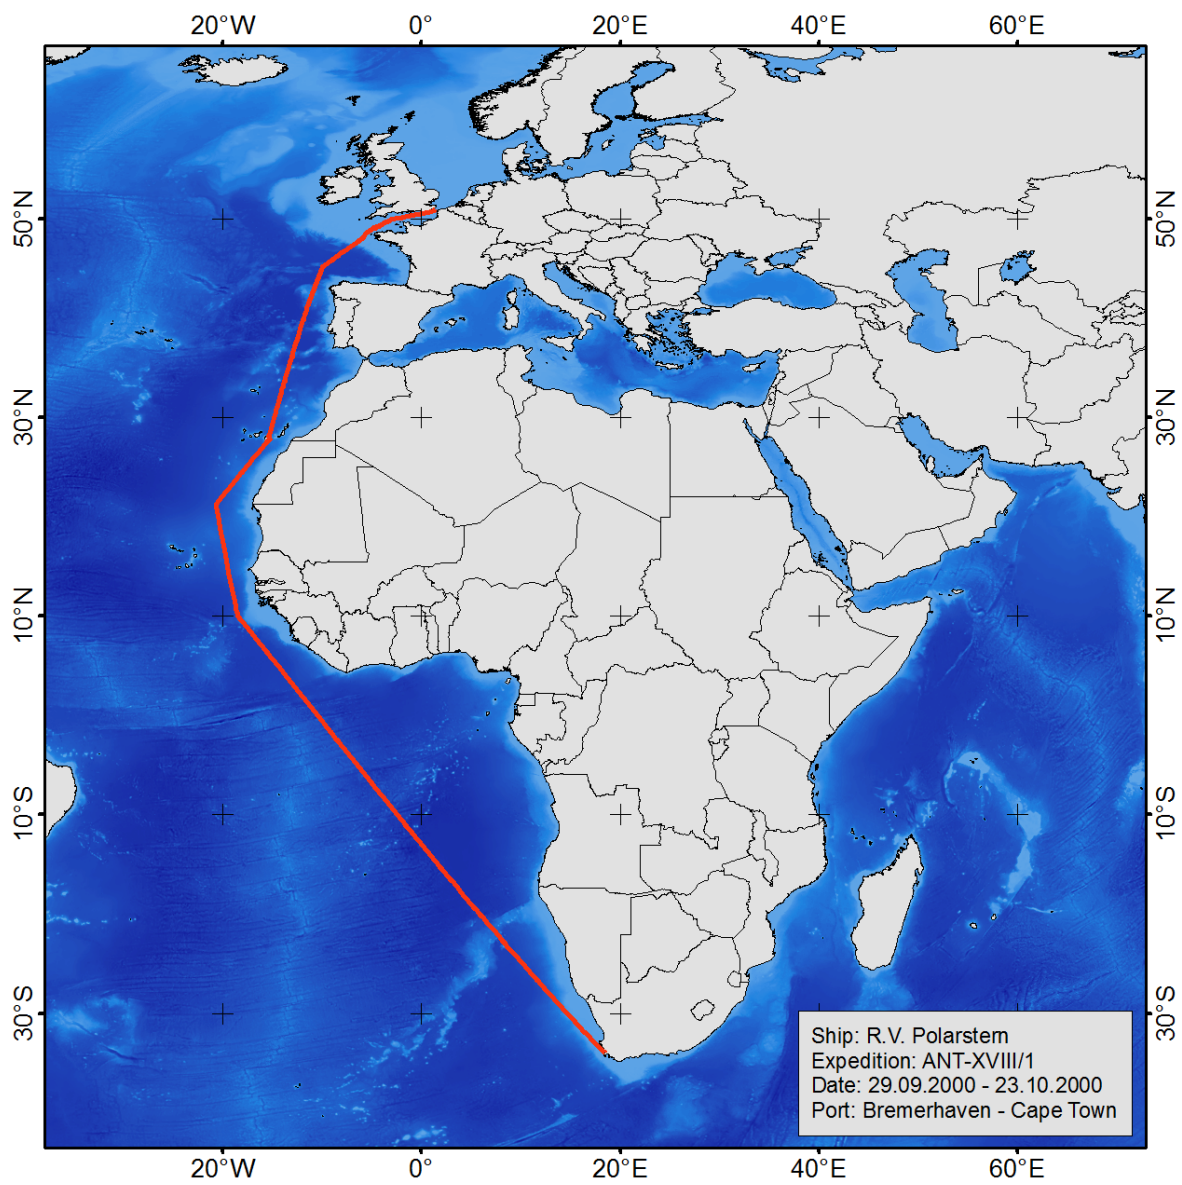 20°W 0° 20°E 40°E 60°E
50°N 50°N
30°N 30°N
10°N 10°N
10°S 10°S
30°S 30°S
Ship: R.V. Polarstern
Expedition: ANT-XVIII/1
Date: 29.09.2000 - 23.10.2000
Port: Bremerhaven - Cape Town
20°W 0° 20°E 40°E 60°E